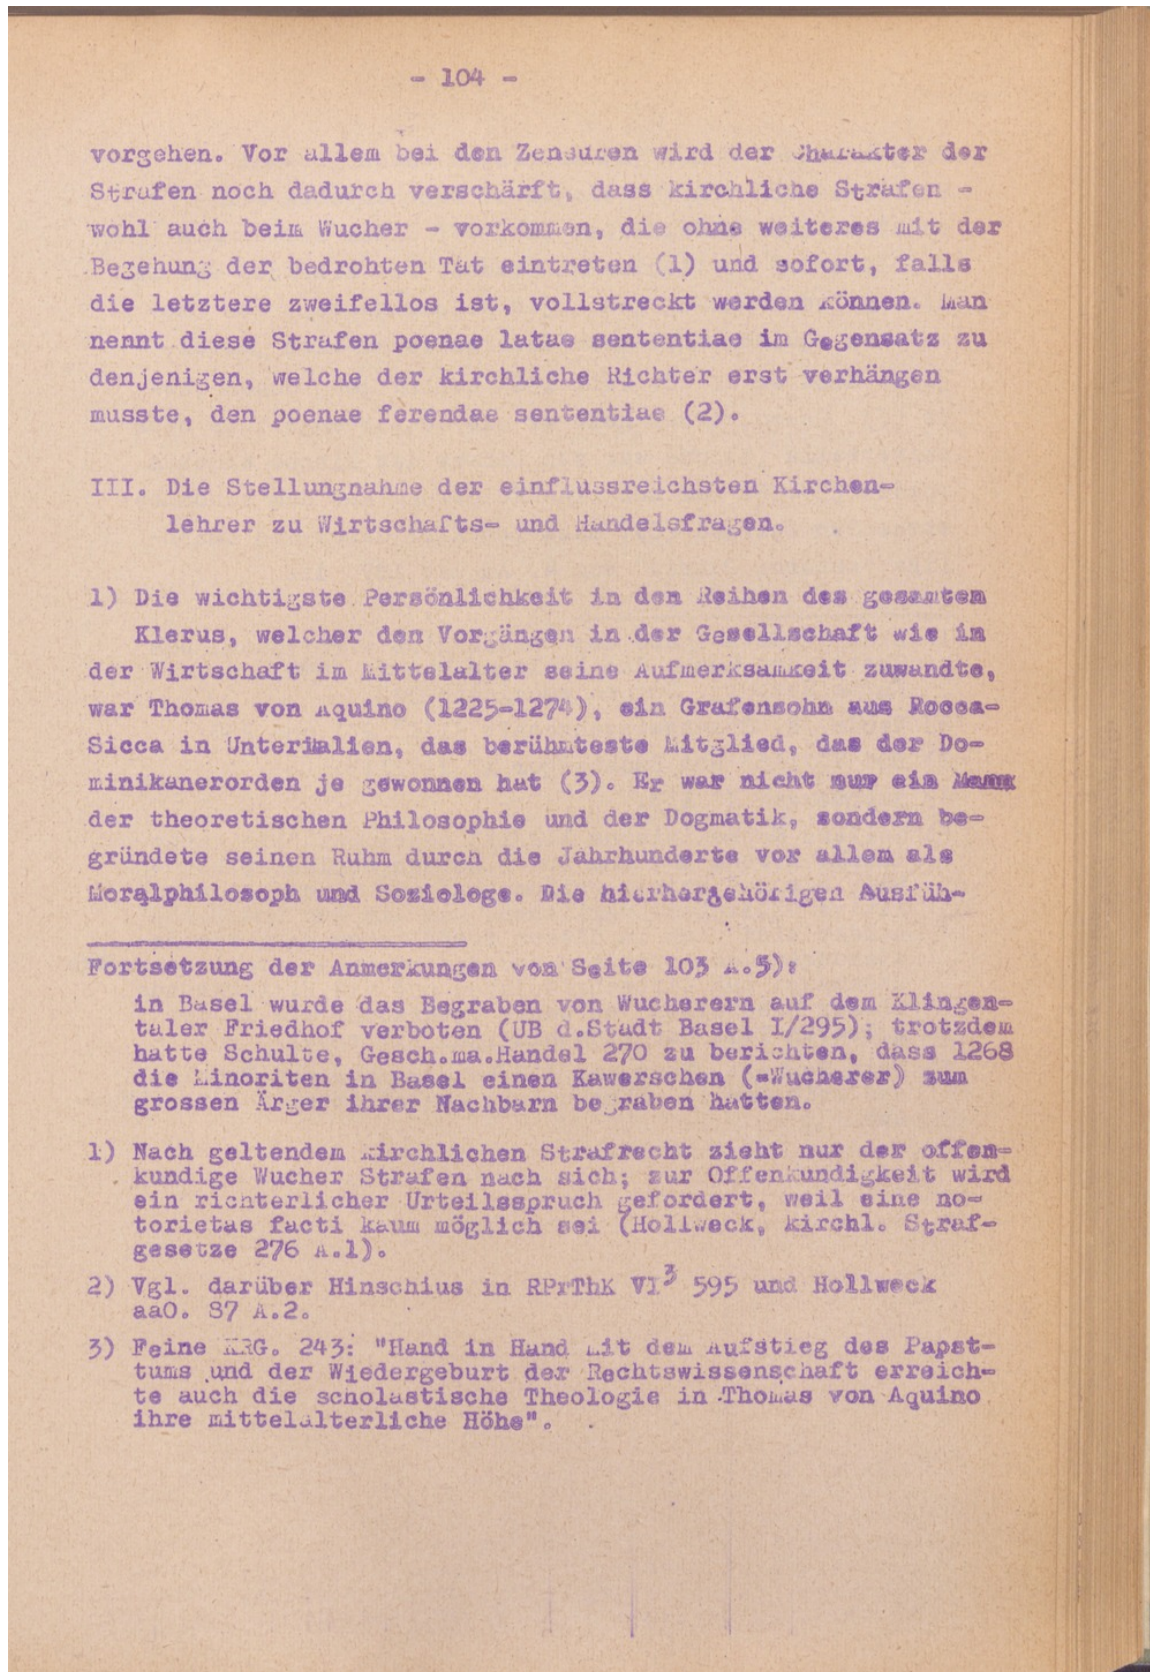 - 104 -
vorgehen. Vor allem bei den Zensuren wird der Charakter der
Strafen noch dadurch verschärft, dass kirchliche Strafen -
wohl auch beim Wucher - vorkommen, die ohne weiteres mit der
Begehung der bedrohten Tat eintreten (1) und sofort, falls
die letztere zweifellos ist, vollstreckt werden können. Man
nennt diese Strafen poenae latae sententiae im Gegensatz zu
denjenigen, welche der kirchliche Richter erst verhängen
musste, den poenae ferendae sententiae (2).
III. Die Stellungnahme der einflussreichsten Kirchen-
lehrer zu Wirtschafts- und Handelsfragen.
1) Die wichtigste Persönlichkeit in den Reihen des gesamten
Klerus, welcher den Vorgängen in der Gesellschaft wie in
der Wirtschaft im Mittelalter seine Aufmerksamkeit zuwandte,
war Thomas von Aquino (1225-1274), ein Grafensohn aus Rocca-
Sicca in Unteritalien, das berühmteste Mitglied, das der Do-
minikanerorden je gewonnen hat (3). Er war nicht nur ein Mann
der theoretischen Philosophie und der Dogmatik, sondern be-
gründete seinen Ruhm durch die Jahrhunderte vor allem als
Moralphilosoph und Soziologe. Die hierhergehörigen Ausfüh-
Fortsetzung der Anmerkungen von Seite 103 A.5):
in Basel wurde das Begraben von Wucherern auf dem Klingen-
taler Friedhof verboten (UB d.Stadt Basel I/295); trotzdem
hatte Schulte, Gesch.ma.Handel 270 zu berichten, dass 1268
die Minoriten in Basel einen Kawerschen (=Wucherer) zum
grossen Ärger ihrer Nachbarn begraben hatten.
1) Nach geltendem kirchlichen Strafrecht zieht nur der offen-
kundige Wucher Strafen nach sich; zur Offenkundigkeit wird
ein richterlicher Urteilsspruch gefordert, weil eine no-
torietas facti kaum möglich sei (Hollweck, kirchl. Straf-
gesetze 276 A.1).
2) Vgl. darüber Hinschius in RPrThK VI³ 595 und Hollweck
aaO. 87 A.2.
3) Feine KRG. 243: "Hand in Hand mit dem Aufstieg des Papst-
tums und der Wiedergeburt der Rechtswissenschaft erreich-
te auch die scholastische Theologie in Thomas von Aquino
ihre mittelalterliche Höhe".